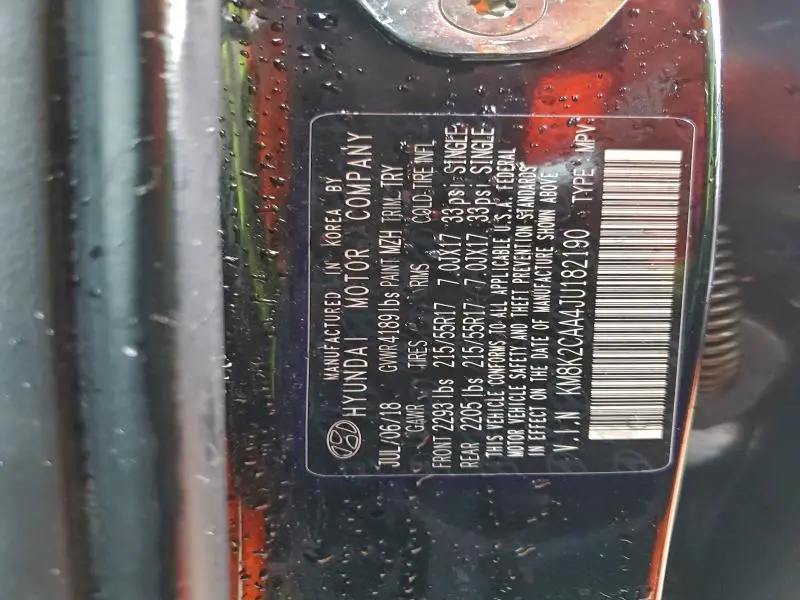 MANUFACTURED IN KOREA BY
HYUNDAI MOTOR COMPANY
JUL/06/18 GVWR 4189 lbs PAINT MZH TRIM TRY
GAWR TIRES RIMS COLD TIRE INFL
FRONT 2293 lbs 215/55R17 7.00JX17 33psi SINGLE
REAR 2205 lbs 215/55R17 7.00JX17 33psi SINGLE
THIS VEHICLE CONFORMS TO ALL APPLICABLE U.S.A. FEDERAL
MOTOR VEHICLE SAFETY AND THEFT PREVENTION STANDARDS
IN EFFECT ON THE DATE OF MANUFACTURE SHOWN ABOVE
V.I.N KM8K2CAA4JU182190 TYPE MPV